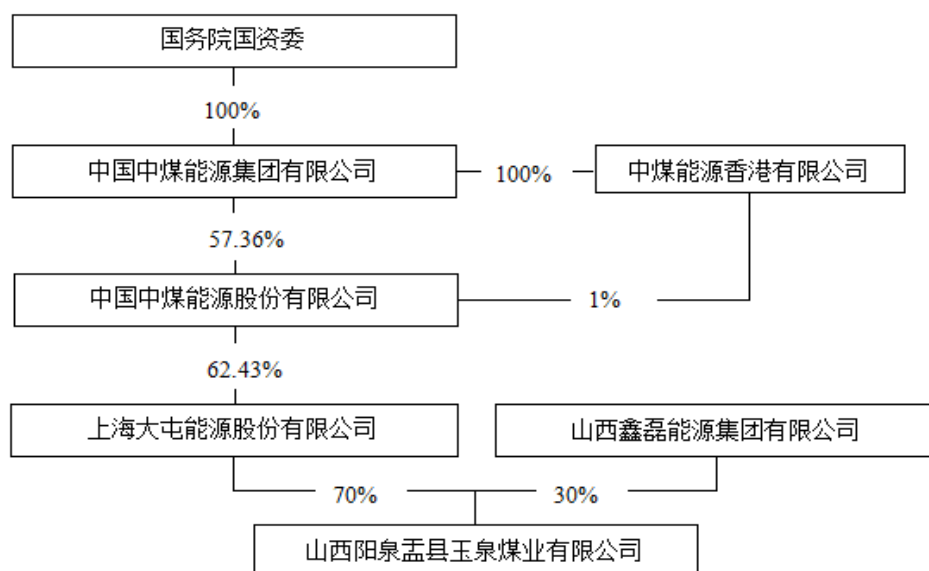 国务院国资委
100%
中国中煤能源集团有限公司
100%
中煤能源香港有限公司
57.36%
中国中煤能源股份有限公司
1%
62.43%
上海大屯能源股份有限公司
山西鑫磊能源集团有限公司
70%
30%
山西阳泉盂县玉泉煤业有限公司